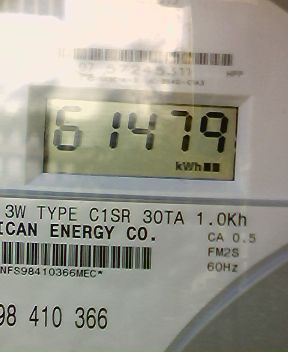 61479
kWh
3W TYPE C1SR 30TA 1.0Kh
ICAN ENERGY CO.
CA 0.5
FM2S
60Hz
NFS98410366MEC*
98 410 366